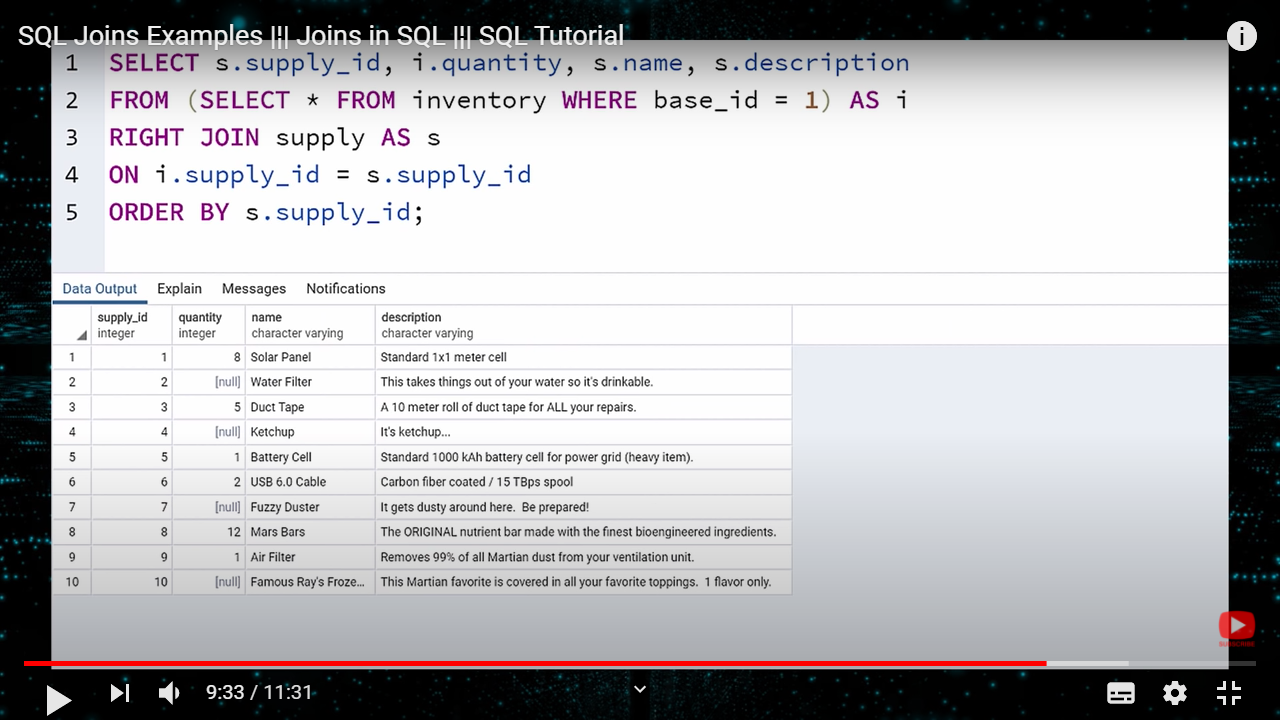 SQL Joins Examples ||¦| Joins in SQL ||¦| SQL Tutorial
1 SELECT s.supply_id, i.quantity, s.name, s.description
2 FROM (SELECT * FROM inventory WHERE base_id = 1) AS i
3 RIGHT JOIN supply AS s
4 ON i.supply_id = s.supply_id
5 ORDER BY s.supply_id;
Data Output Explain Messages Notifications
supply_id quantity name description
integer integer character varying character varying
1 1 8 Solar Panel Standard 1x1 meter cell
2 2 [null] Water Filter This takes things out of your water so it's drinkable.
3 3 5 Duct Tape A 10 meter roll of duct tape for ALL your repairs.
4 4 [null] Ketchup It's ketchup...
5 5 1 Battery Cell Standard 1000 kAh battery cell for power grid (heavy item).
6 6 2 USB 6.0 Cable Carbon fiber coated / 15 TBps spool
7 7 [null] Fuzzy Duster It gets dusty around here.  Be prepared!
8 8 12 Mars Bars The ORIGINAL nutrient bar made with the finest bioengineered ingredients.
9 9 1 Air Filter Removes 99% of all Martian dust from your ventilation unit.
10 10 [null] Famous Ray's Froze... This Martian favorite is covered in all your favorite toppings.  1 flavor only.
SUBSCRIBE
9:33 / 11:31